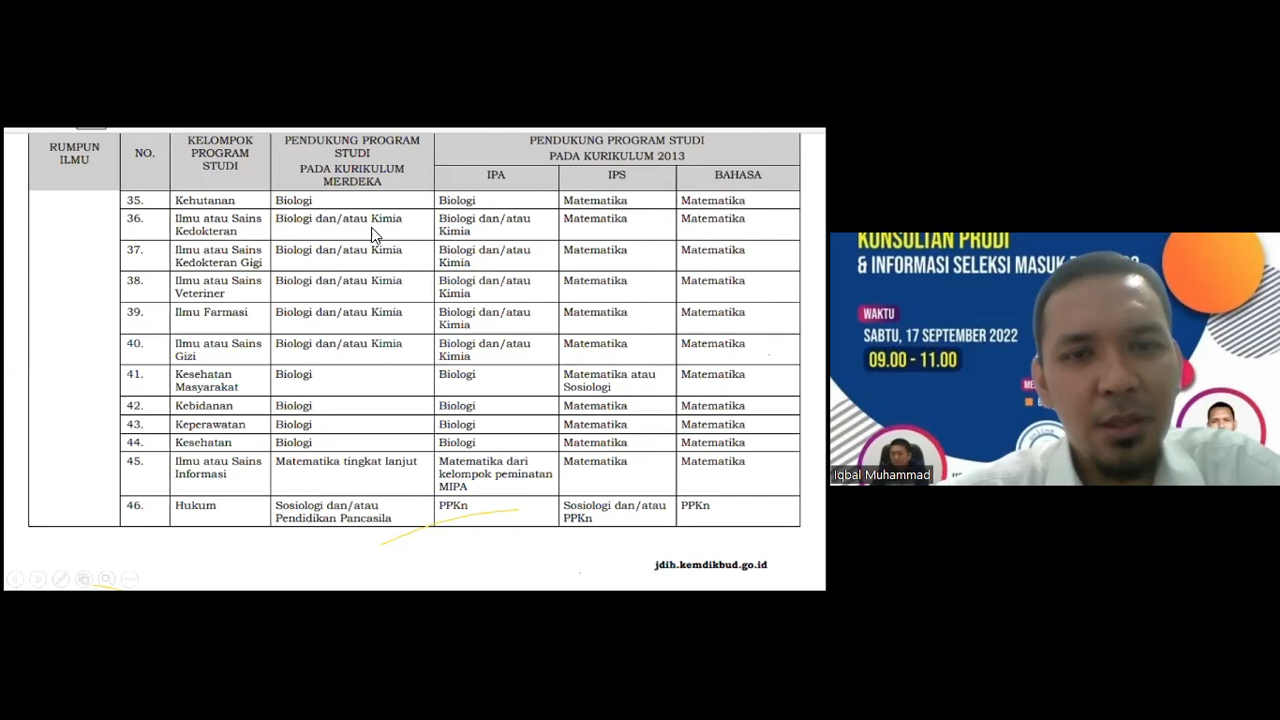 RUMPUN ILMU
NO.
KELOMPOK PROGRAM STUDI
PENDUKUNG PROGRAM STUDI
PADA KURIKULUM MERDEKA
PENDUKUNG PROGRAM STUDI
PADA KURIKULUM 2013
IPA
IPS
BAHASA
35. Kehutanan Biologi Biologi Matematika Matematika
36. Ilmu atau Sains Biologi dan/atau Kimia Biologi dan/atau Matematika Matematika
Kedokteran Kimia
37. Ilmu atau Sains Biologi dan/atau Kimia Biologi dan/atau Matematika Matematika
Kedokteran Gigi Kimia
38. Ilmu atau Sains Biologi dan/atau Kimia Biologi dan/atau Matematika Matematika
Veteriner Kimia
39. Ilmu Farmasi Biologi dan/atau Kimia Biologi dan/atau Matematika Matematika
Kimia
40. Ilmu atau Sains Biologi dan/atau Kimia Biologi dan/atau Matematika Matematika
Gizi Kimia
41. Kesehatan Biologi Biologi Matematika atau Matematika
Masyarakat Sosiologi
42. Kebidanan Biologi Biologi Matematika Matematika
43. Keperawatan Biologi Biologi Matematika Matematika
44. Kesehatan Biologi Biologi Matematika Matematika
45. Ilmu atau Sains Matematika tingkat lanjut Matematika dari Matematika Matematika
Informasi kelompok peminatan
MIPA
46. Hukum Sosiologi dan/atau PPKn Sosiologi dan/atau PPKn
Pendidikan Pancasila PPKn
jdih.kemdikbud.go.id
KONSULTAN PRODI
& INFORMASI SELEKSI MASUK
WAKTU
SABTU, 17 SEPTEMBER 2022
09.00 - 11.00
Iqbal Muhammad